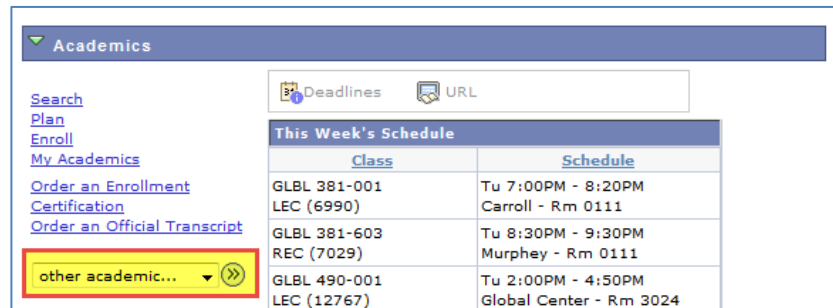 Academics
Search
Plan
Enroll
My Academics
Order an Enrollment
Certification
Order an Official Transcript
other academic...
Deadlines URL
This Week's Schedule
Class Schedule
GLBL 381-001 Tu 7:00PM - 8:20PM
LEC (6990) Carroll - Rm 0111
GLBL 381-603 Tu 8:30PM - 9:30PM
REC (7029) Murphey - Rm 0111
GLBL 490-001 Tu 2:00PM - 4:50PM
LEC (12767) Global Center - Rm 3024